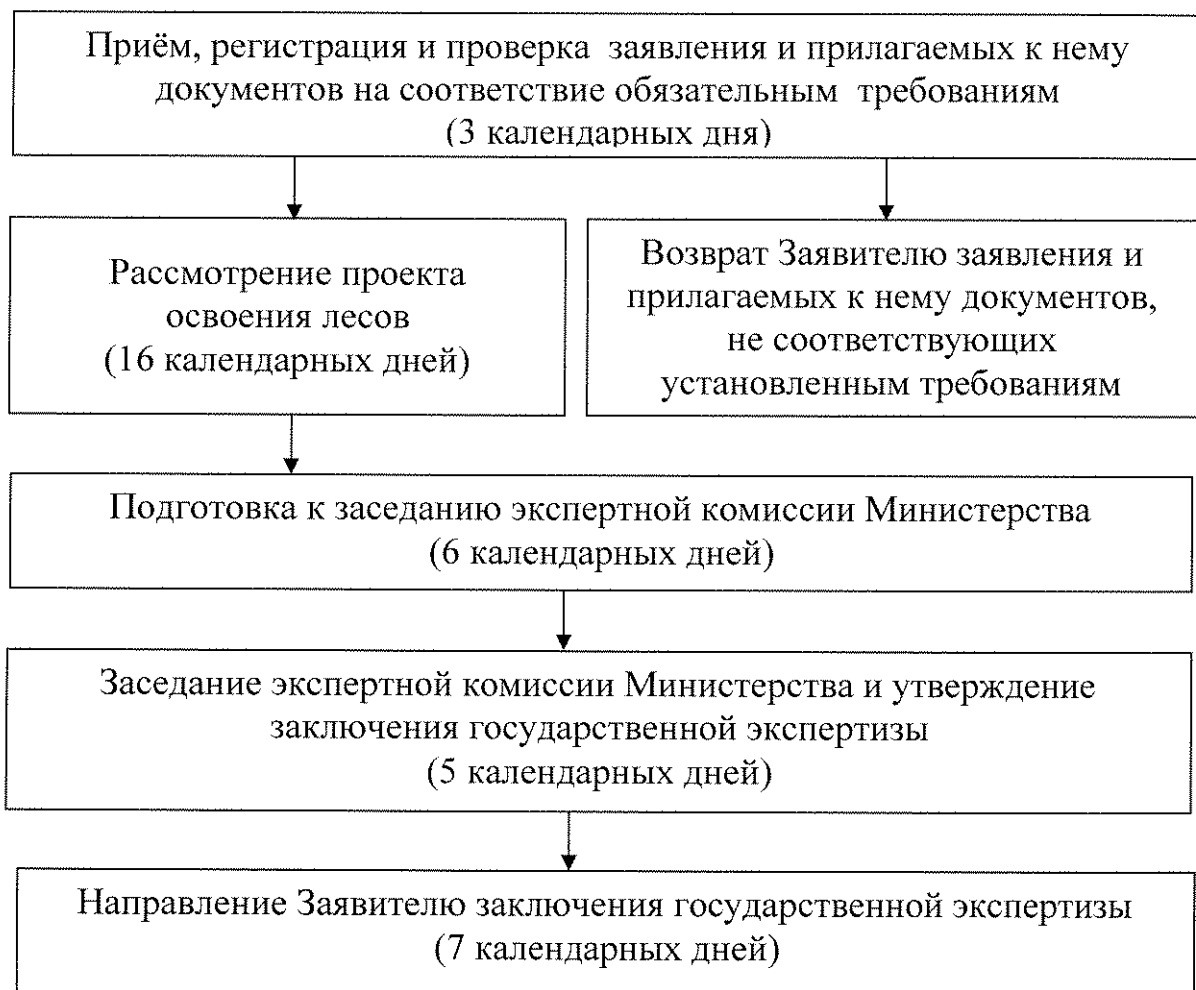 Приём, регистрация и проверка заявления и прилагаемых к нему
документов на соответствие обязательным требованиям
(3 календарных дня)
Рассмотрение проекта
освоения лесов
(16 календарных дней)
Возврат Заявителю заявления и
прилагаемых к нему документов,
не соответствующих
установленным требованиям
Подготовка к заседанию экспертной комиссии Министерства
(6 календарных дней)
Заседание экспертной комиссии Министерства и утверждение
заключения государственной экспертизы
(5 календарных дней)
Направление Заявителю заключения государственной экспертизы
(7 календарных дней)